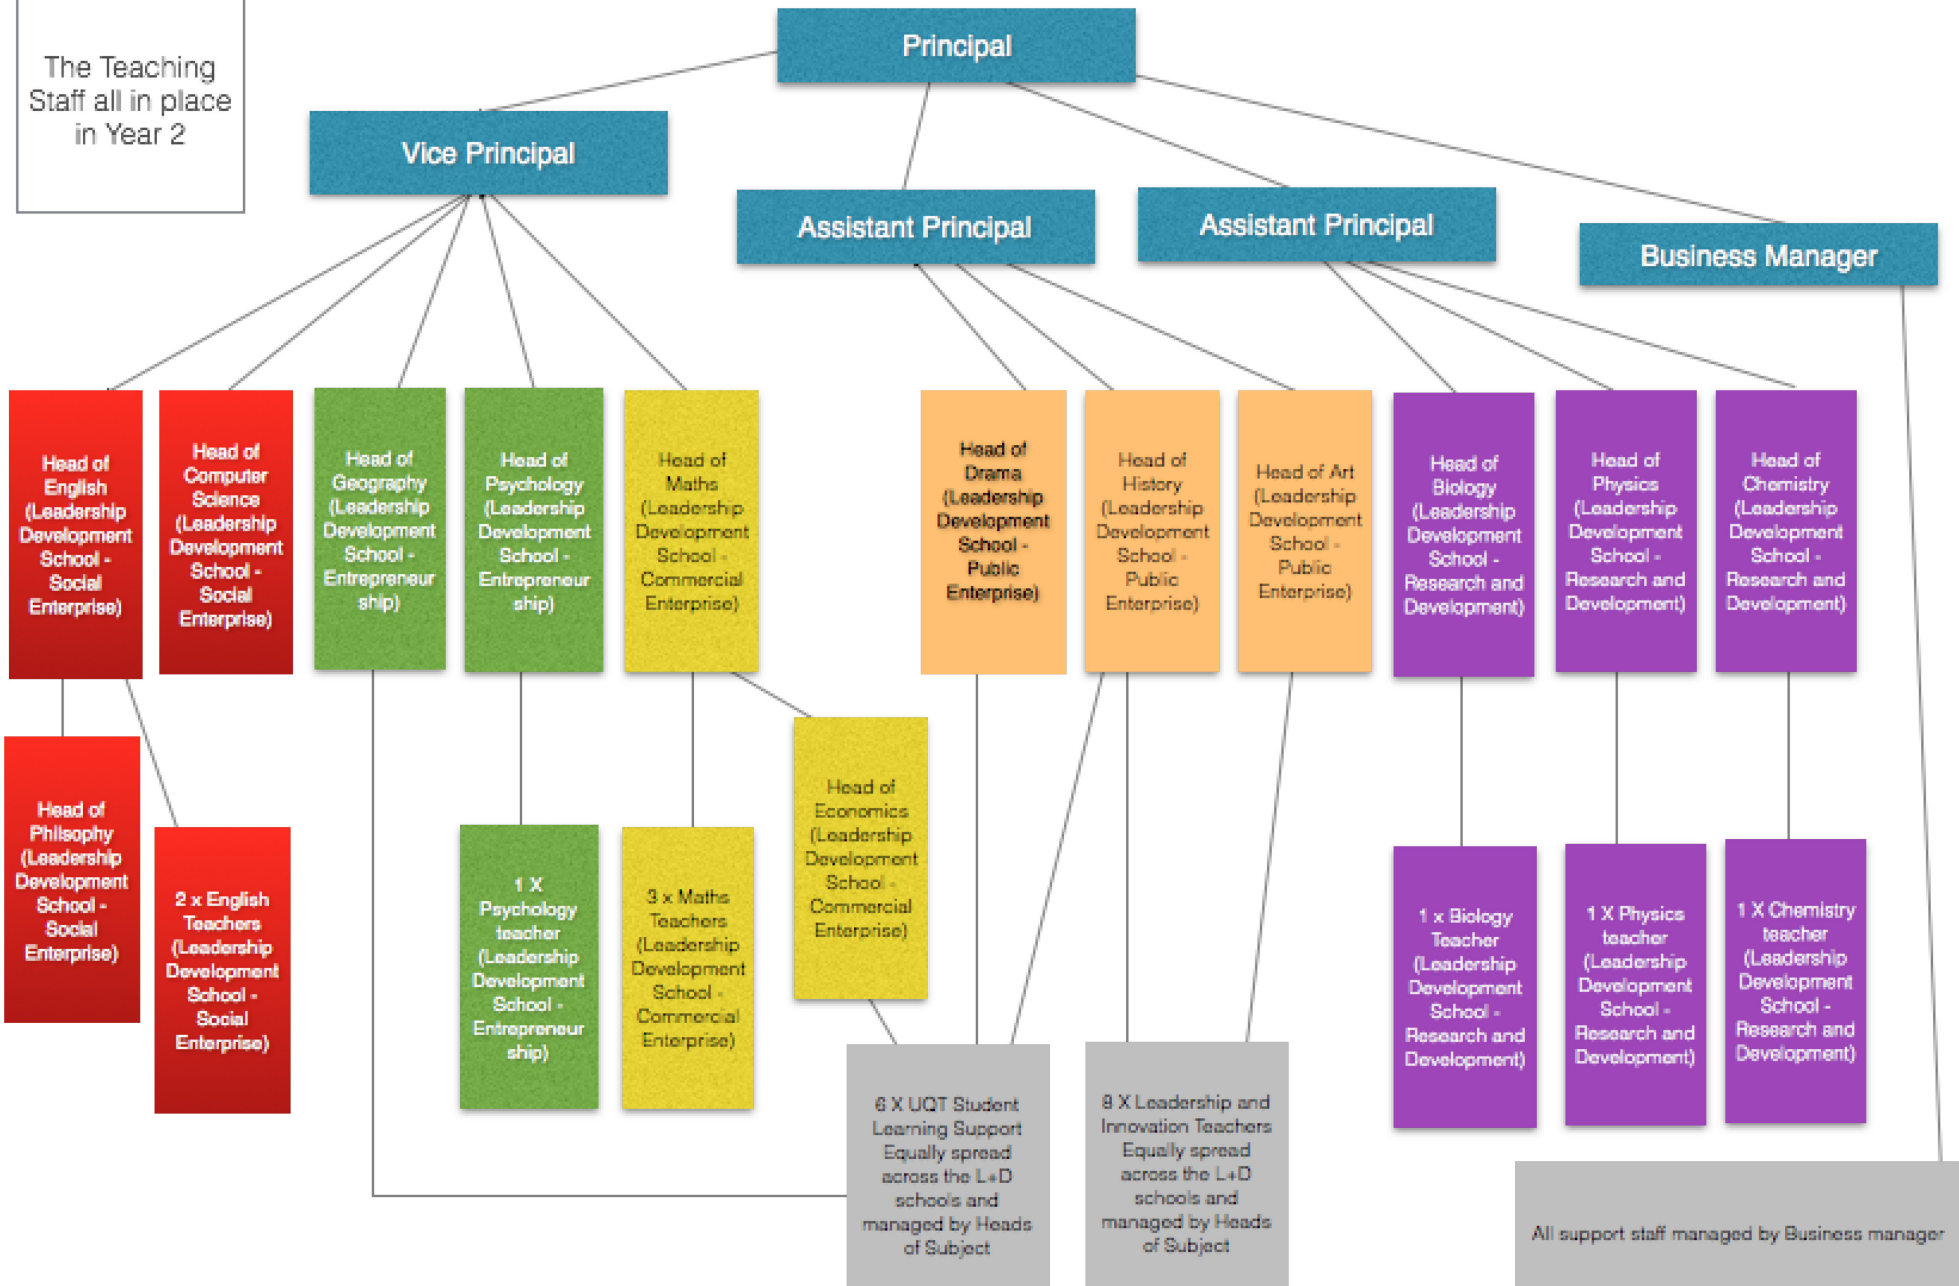 The Teaching
Staff all in place
in Year 2
Principal
Vice Principal
Assistant Principal
Assistant Principal
Business Manager
Head of
English
(Leadership
Development
School -
Social
Enterprise)
Head of
Computer
Science
(Leadership
Development
School -
Social
Enterprise)
Head of
Geography
(Leadership
Development
School -
Entrepreneur
ship)
Head of
Psychology
(Leadership
Development
School -
Entrepreneur
ship)
Head of
Maths
(Leadership
Development
School -
Commercial
Enterprise)
Head of
Drama
(Leadership
Development
School -
Public
Enterprise)
Head of
History
(Leadership
Development
School -
Public
Enterprise)
Head of Art
(Leadership
Development
School -
Public
Enterprise)
Head of
Biology
(Leadership
Development
School -
Research and
Development)
Head of
Physics
(Leadership
Development
School -
Research and
Development)
Head of
Chemistry
(Leadership
Development
School -
Research and
Development)
Head of
Philsophy
(Leadership
Development
School -
Social
Enterprise)
2 x English
Teachers
(Leadership
Development
School -
Social
Enterprise)
1 X
Psychology
teacher
(Leadership
Development
School -
Entrepreneur
ship)
3 x Maths
Teachers
(Leadership
Development
School -
Commercial
Enterprise)
Head of
Economics
(Leadership
Development
School -
Commercial
Enterprise)
1 x Biology
Teacher
(Leadership
Development
School -
Research and
Development)
1 X Physics
teacher
(Leadership
Development
School -
Research and
Development)
1 X Chemistry
teacher
(Leadership
Development
School -
Research and
Development)
6 X UQT Student
Learning Support
Equally spread
across the L+D
schools and
managed by Heads
of Subject
8 X Leadership and
Innovation Teachers
Equally spread
across the L+D
schools and
managed by Heads
of Subject
All support staff managed by Business manager